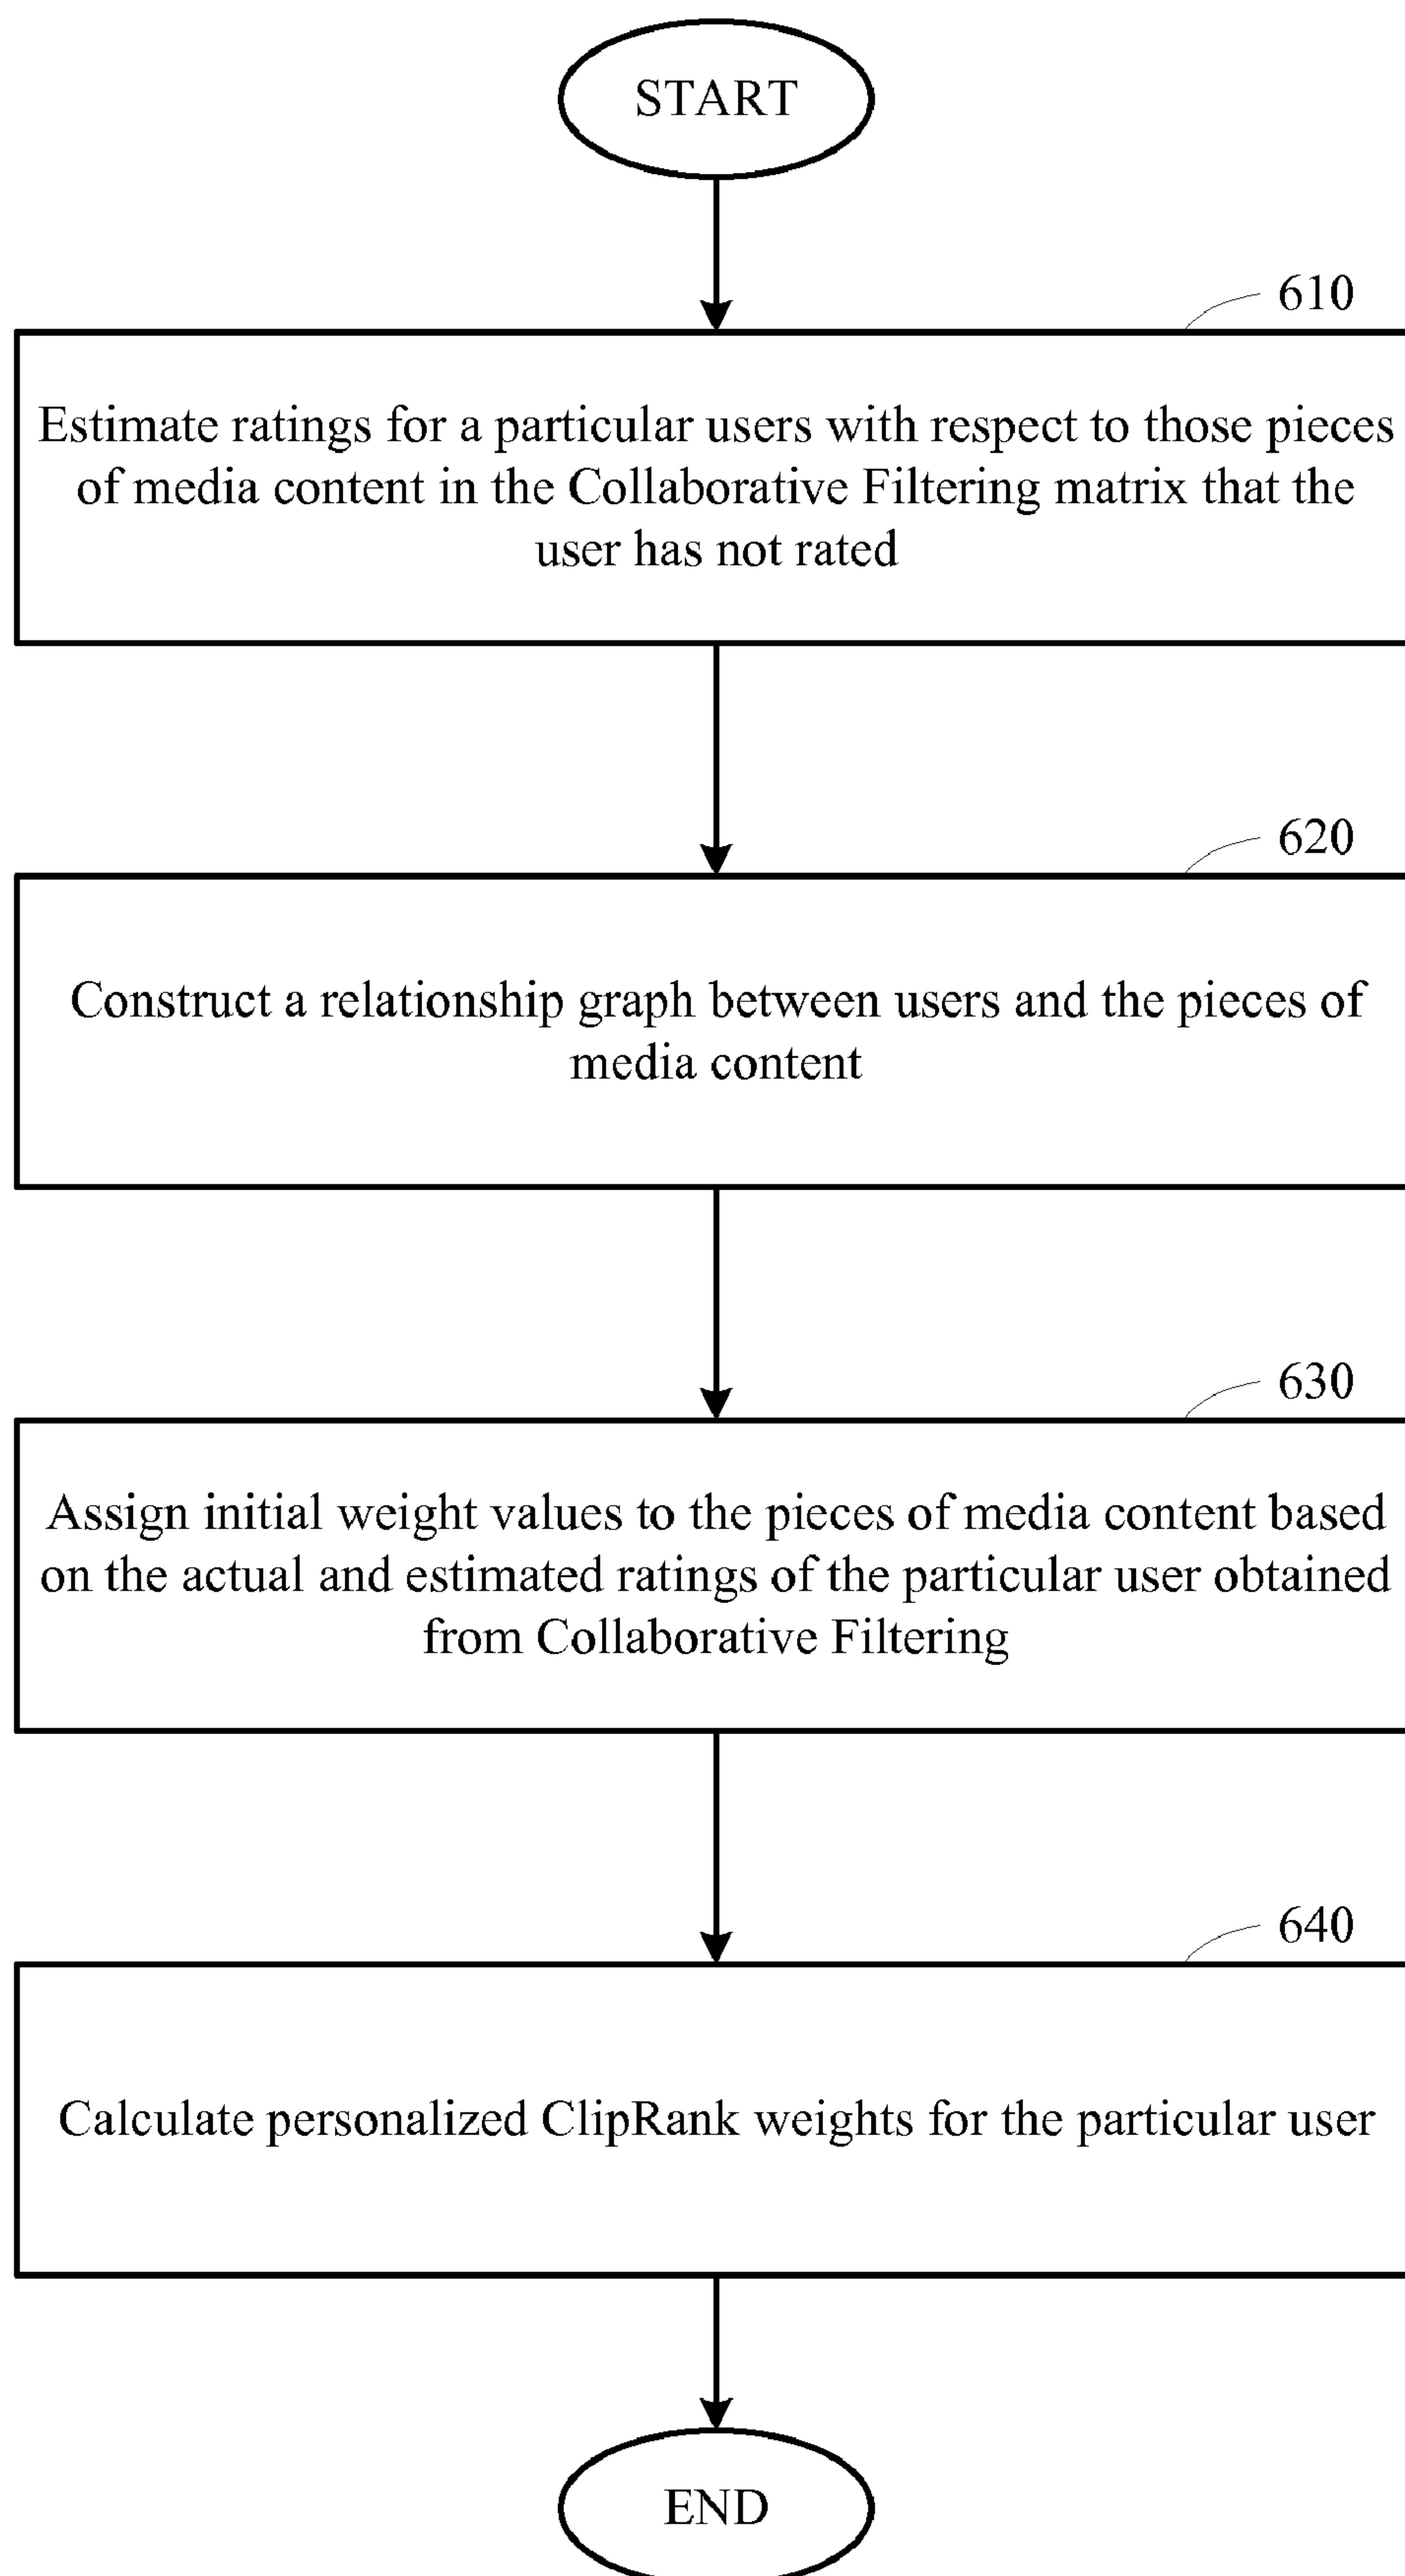 START
610
Estimate ratings for a particular users with respect to those pieces
of media content in the Collaborative Filtering matrix that the
user has not rated
620
Construct a relationship graph between users and the pieces of
media content
630
Assign initial weight values to the pieces of media content based
on the actual and estimated ratings of the particular user obtained
from Collaborative Filtering
640
Calculate personalized ClipRank weights for the particular user
END